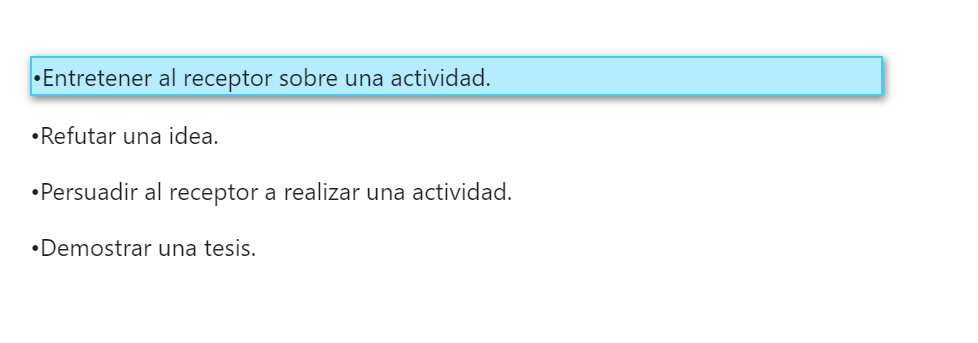 •Entretener al receptor sobre una actividad.
•Refutar una idea.
•Persuadir al receptor a realizar una actividad.
•Demostrar una tesis.